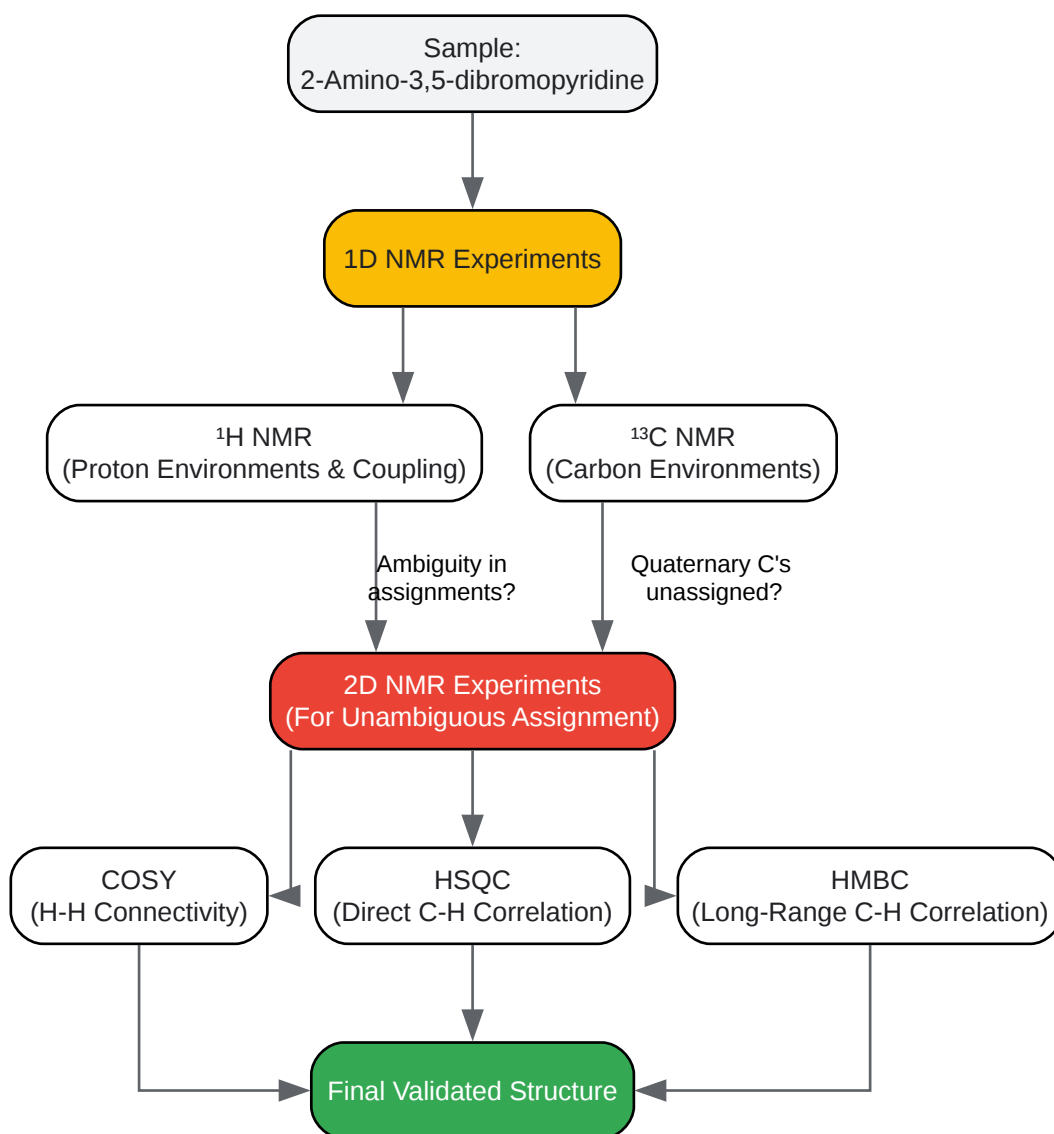 Sample:
2-Amino-3,5-dibromopyridine
1D NMR Experiments
¹H NMR
(Proton Environments & Coupling)
¹³C NMR
(Carbon Environments)
Ambiguity in
assignments?
Quaternary C's
unassigned?
2D NMR Experiments
(For Unambiguous Assignment)
COSY
(H-H Connectivity)
HSQC
(Direct C-H Correlation)
HMBC
(Long-Range C-H Correlation)
Final Validated Structure